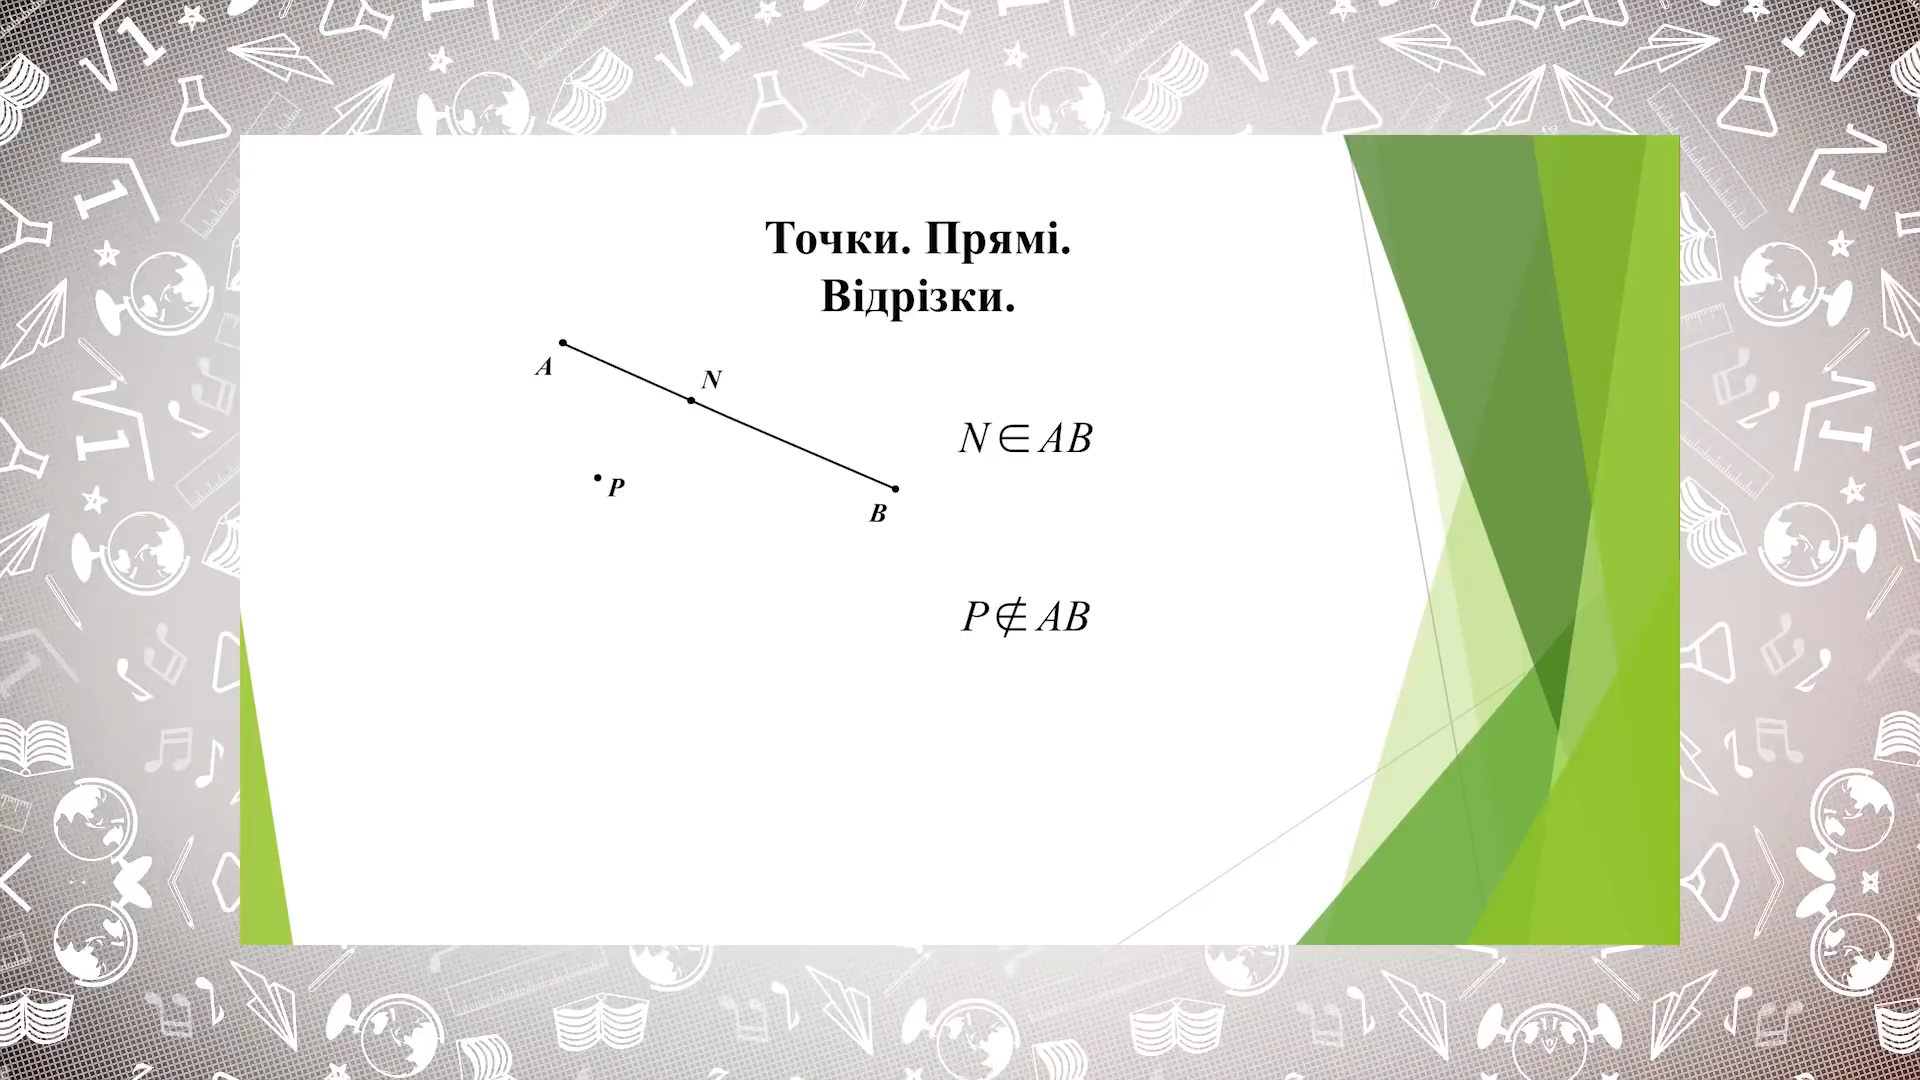 Точки. Прямі.
Відрізки.
A
N
P
B
N ∈ AB
P ∉ AB